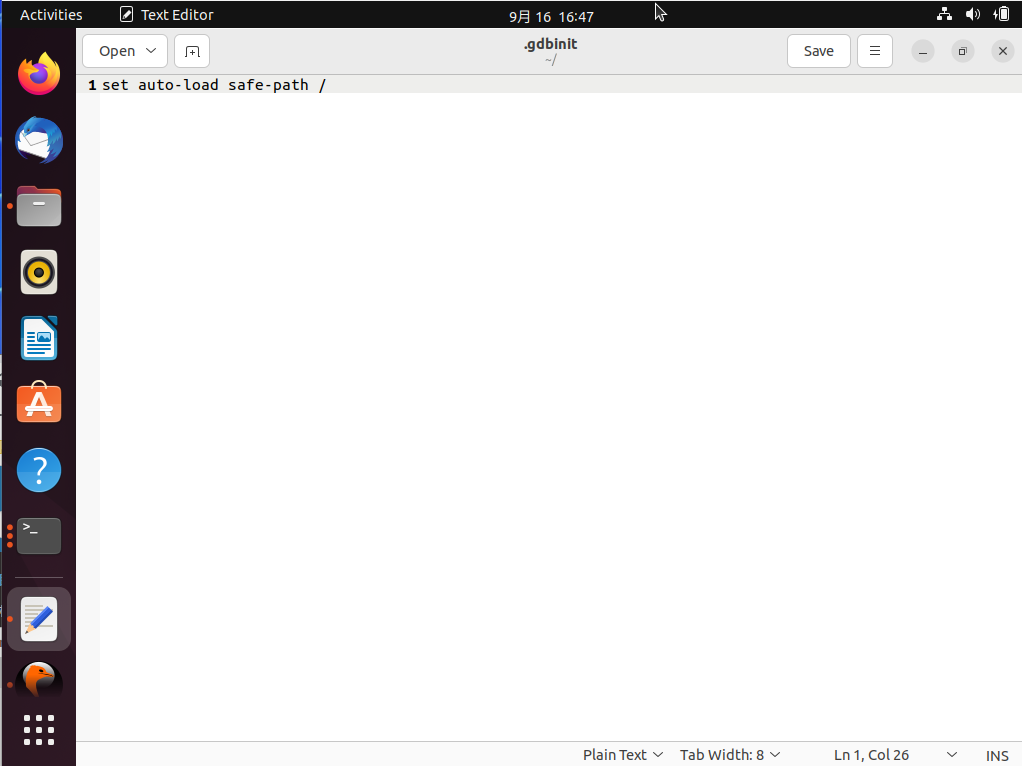 Activities
Text Editor
9月 16 16:47
Open
.gdbinit
~/
Save
1 set auto-load safe-path /
>_
?
Plain Text
Tab Width: 8
Ln 1, Col 26
INS